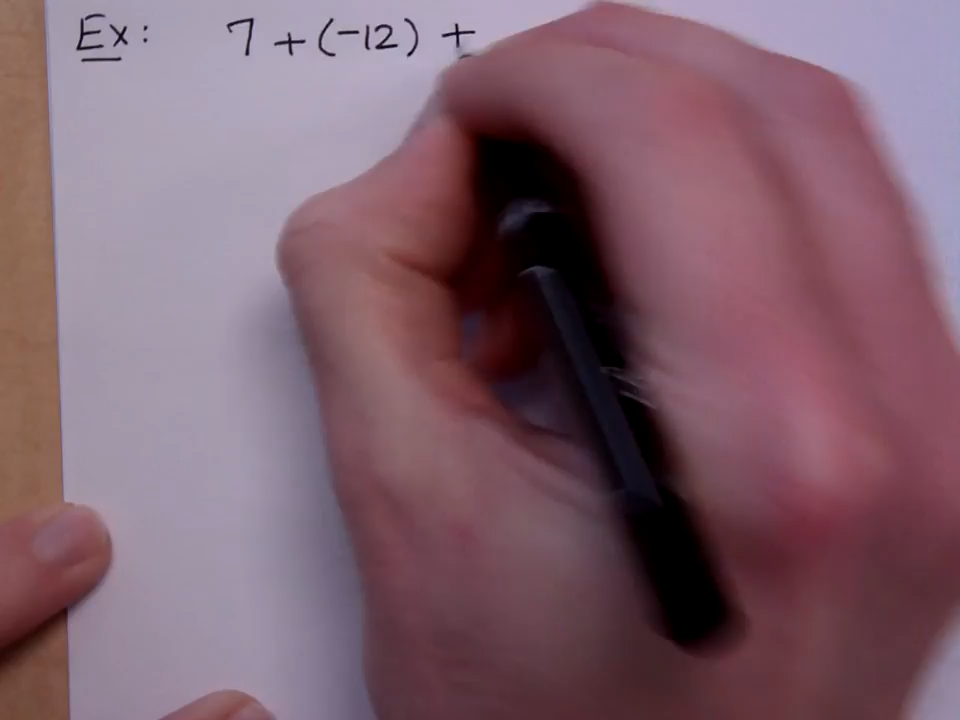 Ex: 7 + (-12) +